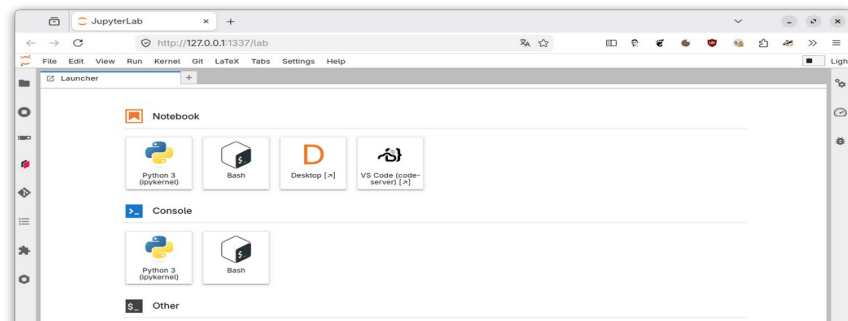 JupyterLab
http://127.0.0.1:1337/lab
File Edit View Run Kernel Git LaTeX Tabs Settings Help
Ligh
Launcher
Notebook
Python 3 (ipykernel)
Bash
Desktop [↗]
VS Code (code-server) [↗]
Console
Python 3 (ipykernel)
Bash
$_ Other